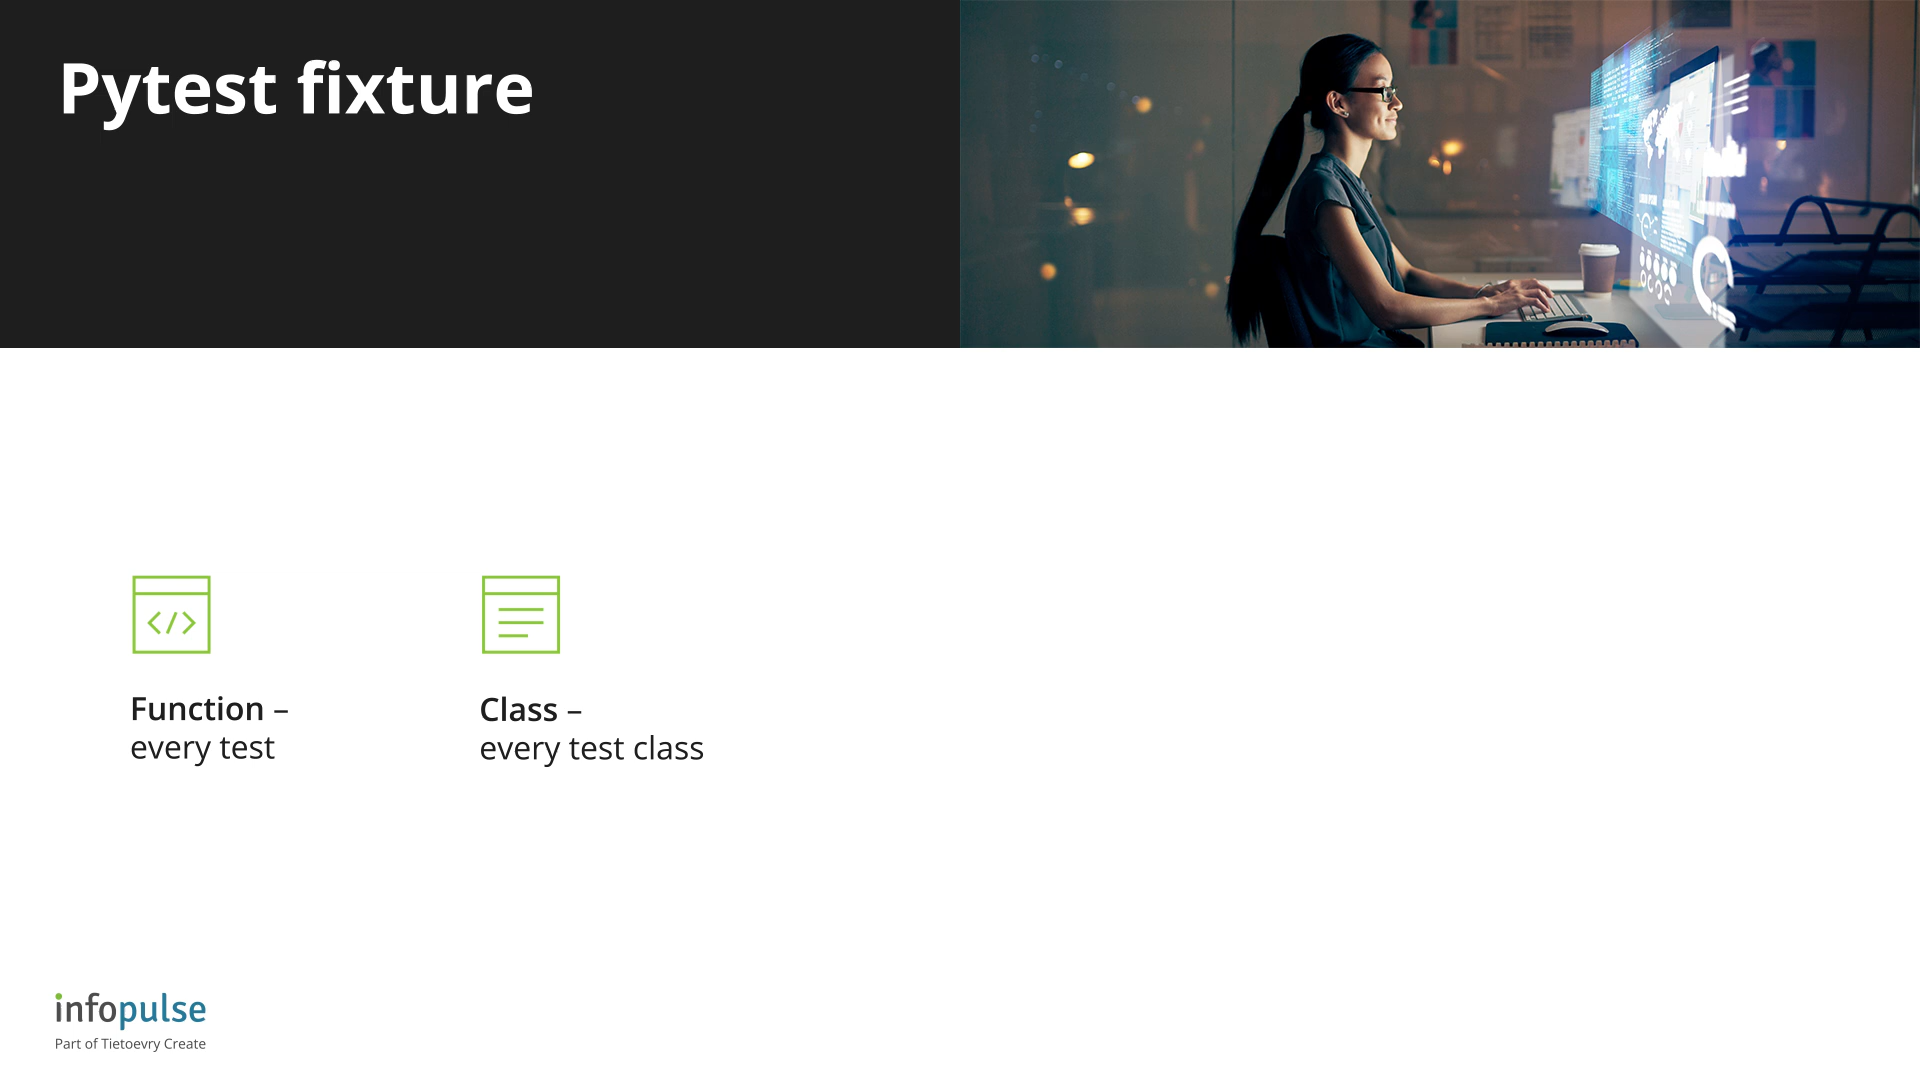 Pytest fixture
Function –
every test
Class –
every test class
infopulse
Part of Tietoevry Create